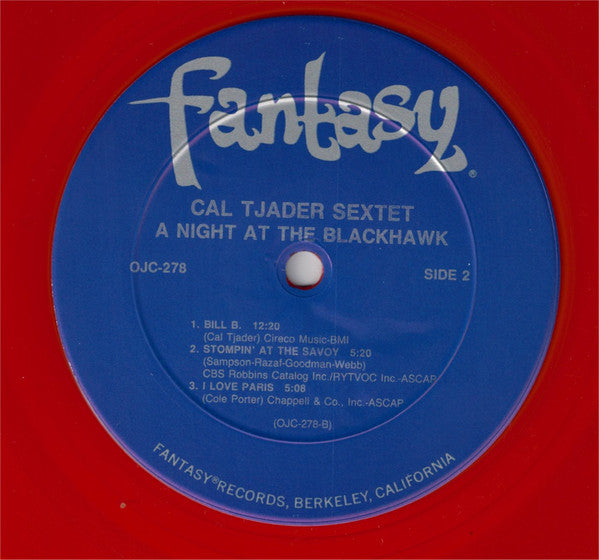 Fantasy®
CAL TJADER SEXTET
A NIGHT AT THE BLACKHAWK
OJC-278
SIDE 2
1. BILL B. 12:20
(Cal Tjader) Cireco Music-BMI
2. STOMPIN' AT THE SAVOY 5:20
(Sampson-Razaf-Goodman-Webb)
CBS Robbins Catalog Inc./RYTVOC Inc.-ASCAP
3. I LOVE PARIS 5:08
(Cole Porter) Chappell & Co., Inc.-ASCAP
(OJC-278-B)
FANTASY® RECORDS, BERKELEY, CALIFORNIA